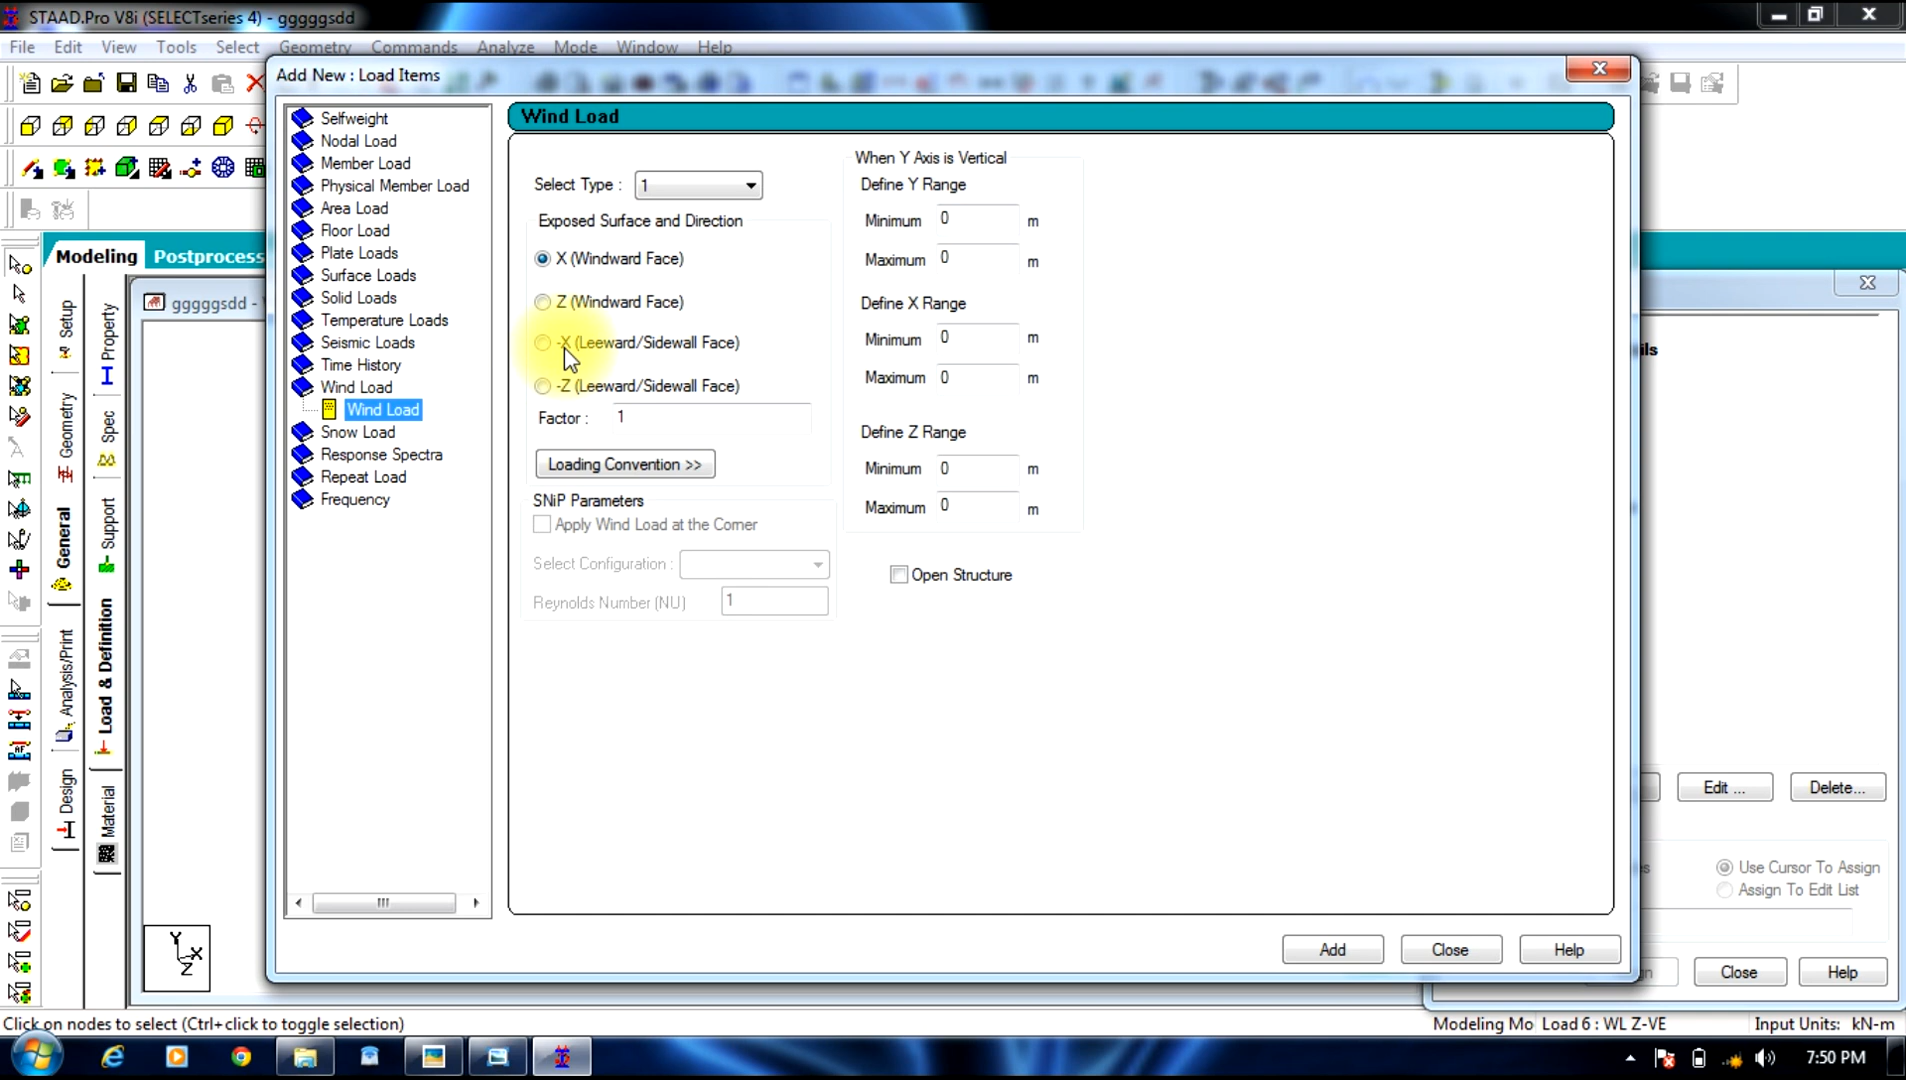 STAAD.Pro V8i (SELECTseries 4) - gggggsdd
File Edit View Tools Select Geometry Commands Analyze Mode Window Help
Add New : Load Items
Selfweight
Nodal Load
Member Load
Physical Member Load
Area Load
Floor Load
Plate Loads
Surface Loads
Solid Loads
Temperature Loads
Seismic Loads
Time History
Wind Load
Wind Load
Snow Load
Response Spectra
Repeat Load
Frequency
Wind Load
Select Type : 1
Exposed Surface and Direction
X (Windward Face)
Z (Windward Face)
-X (Leeward/Sidewall Face)
-Z (Leeward/Sidewall Face)
Factor : 1
Loading Convention >>
SNiP Parameters
Apply Wind Load at the Corner
Select Configuration :
Reynolds Number (NU) 1
When Y Axis is Vertical
Define Y Range
Minimum 0 m
Maximum 0 m
Define X Range
Minimum 0 m
Maximum 0 m
Define Z Range
Minimum 0 m
Maximum 0 m
Open Structure
Add Close Help
Modeling Postprocess
gggggsdd -
Setup
Geometry
General
Analysis/Print
Design
Property
Spec
Support
Load & Definition
Material
Y
X
Z
Edit ... Delete...
Use Cursor To Assign
Assign To Edit List
Close Help
Click on nodes to select (Ctrl+click to toggle selection)
Modeling Mo Load 6 : WL Z-VE Input Units: kN-m
7:50 PM